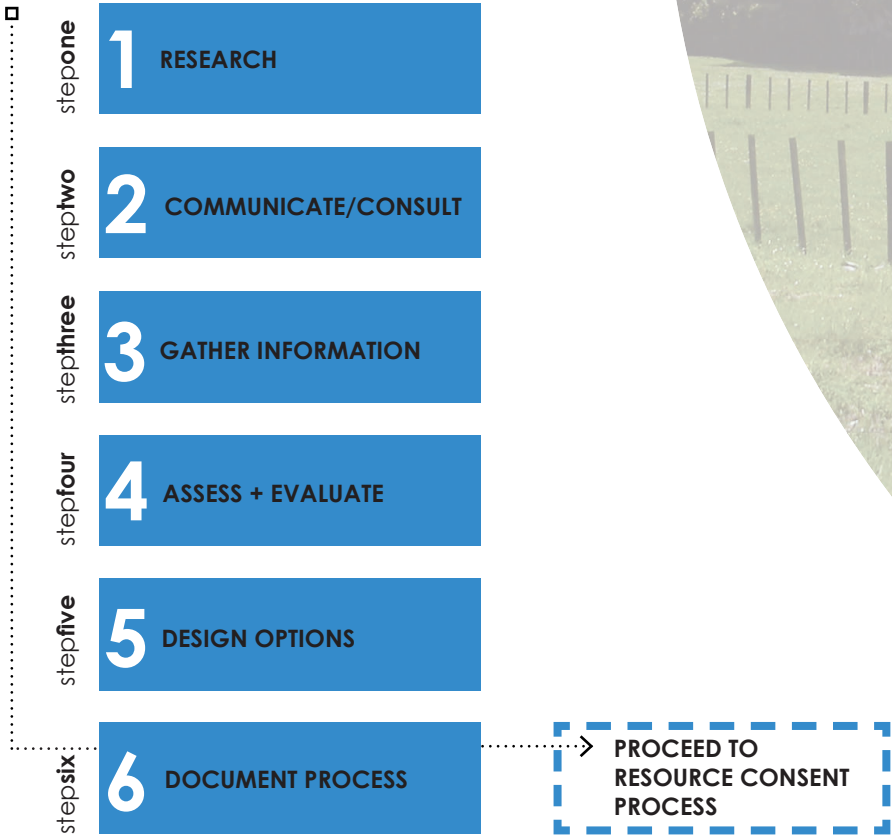 stepone
1 RESEARCH
steptwo
2 COMMUNICATE/CONSULT
stepthree
3 GATHER INFORMATION
stepfour
4 ASSESS + EVALUATE
stepfive
5 DESIGN OPTIONS
stepsix
6 DOCUMENT PROCESS
PROCEED TO
RESOURCE CONSENT
PROCESS